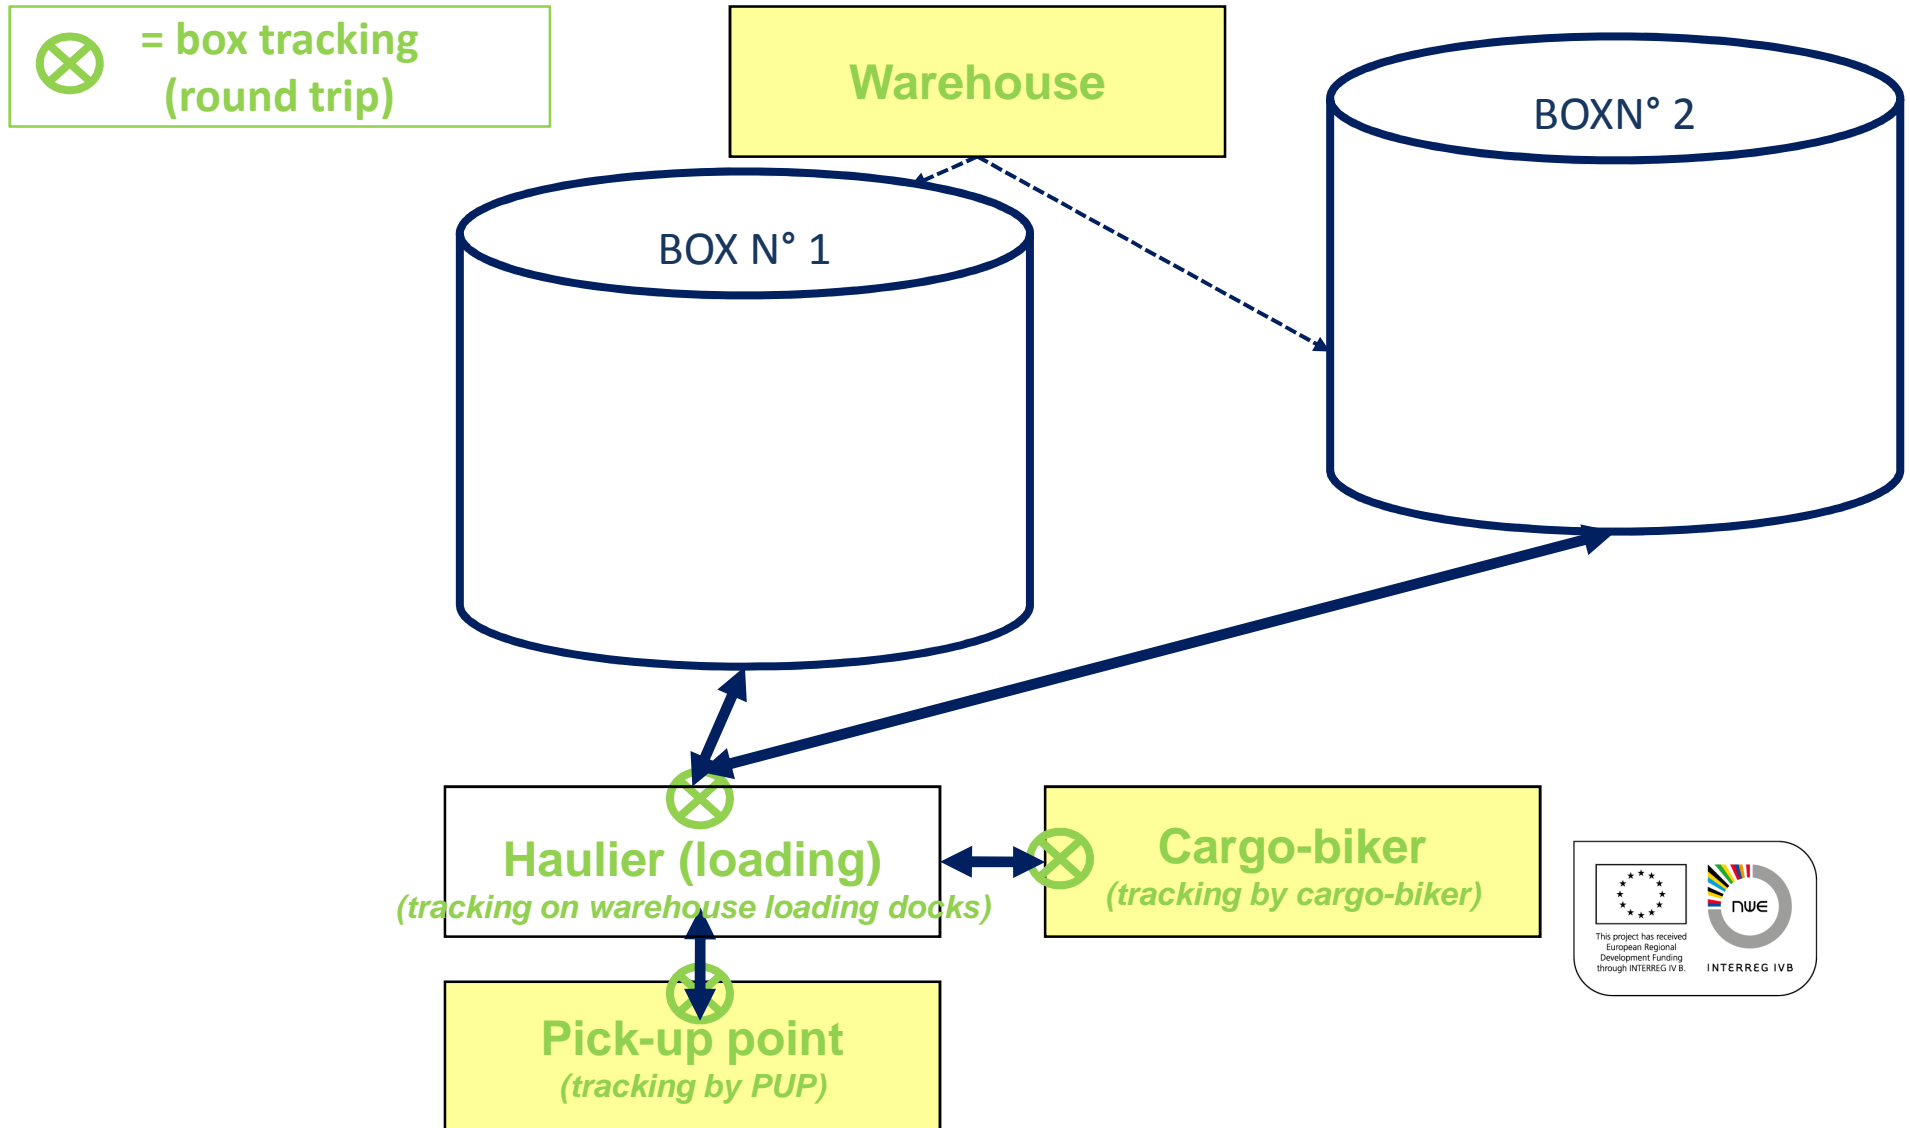 = box tracking
(round trip)
Warehouse
BOXN° 2
BOX N° 1
Haulier (loading)
(tracking on warehouse loading docks)
Cargo-biker
(tracking by cargo-biker)
Pick-up point
(tracking by PUP)
nwe
This project has received
European Regional
Development Funding
through INTERREG IV B.
INTERREG IVB